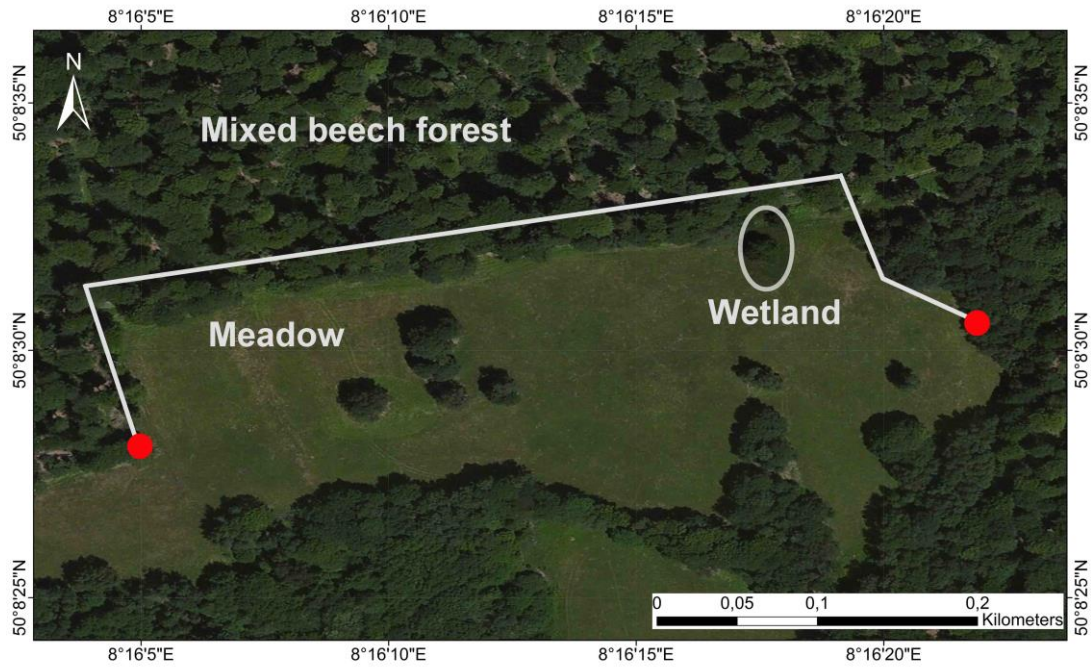 8°16'5"E 8°16'10"E 8°16'15"E 8°16'20"E
50°8'35"N 50°8'35"N
N
Mixed beech forest
Wetland
Meadow
50°8'30"N 50°8'30"N
50°8'25"N 50°8'25"N
0 0,05 0,1 0,2
Kilometers
8°16'5"E 8°16'10"E 8°16'15"E 8°16'20"E